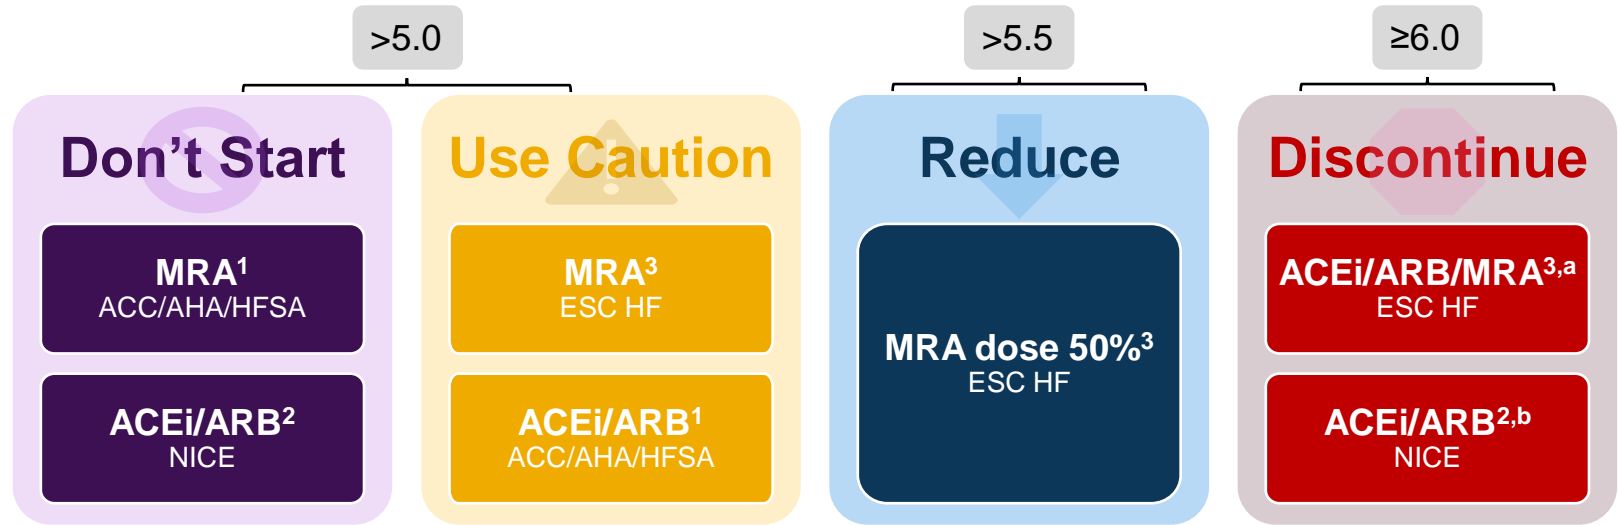 >5.0
>5.5
≥6.0
Don't Start
MRA¹
ACC/AHA/HFSA
ACEi/ARB²
NICE
Use Caution
MRA³
ESC HF
ACEi/ARB¹
ACC/AHA/HFSA
Reduce
MRA dose 50%³
ESC HF
Discontinue
ACEi/ARB/MRA³,ᵃ
ESC HF
ACEi/ARB²,ᵇ
NICE